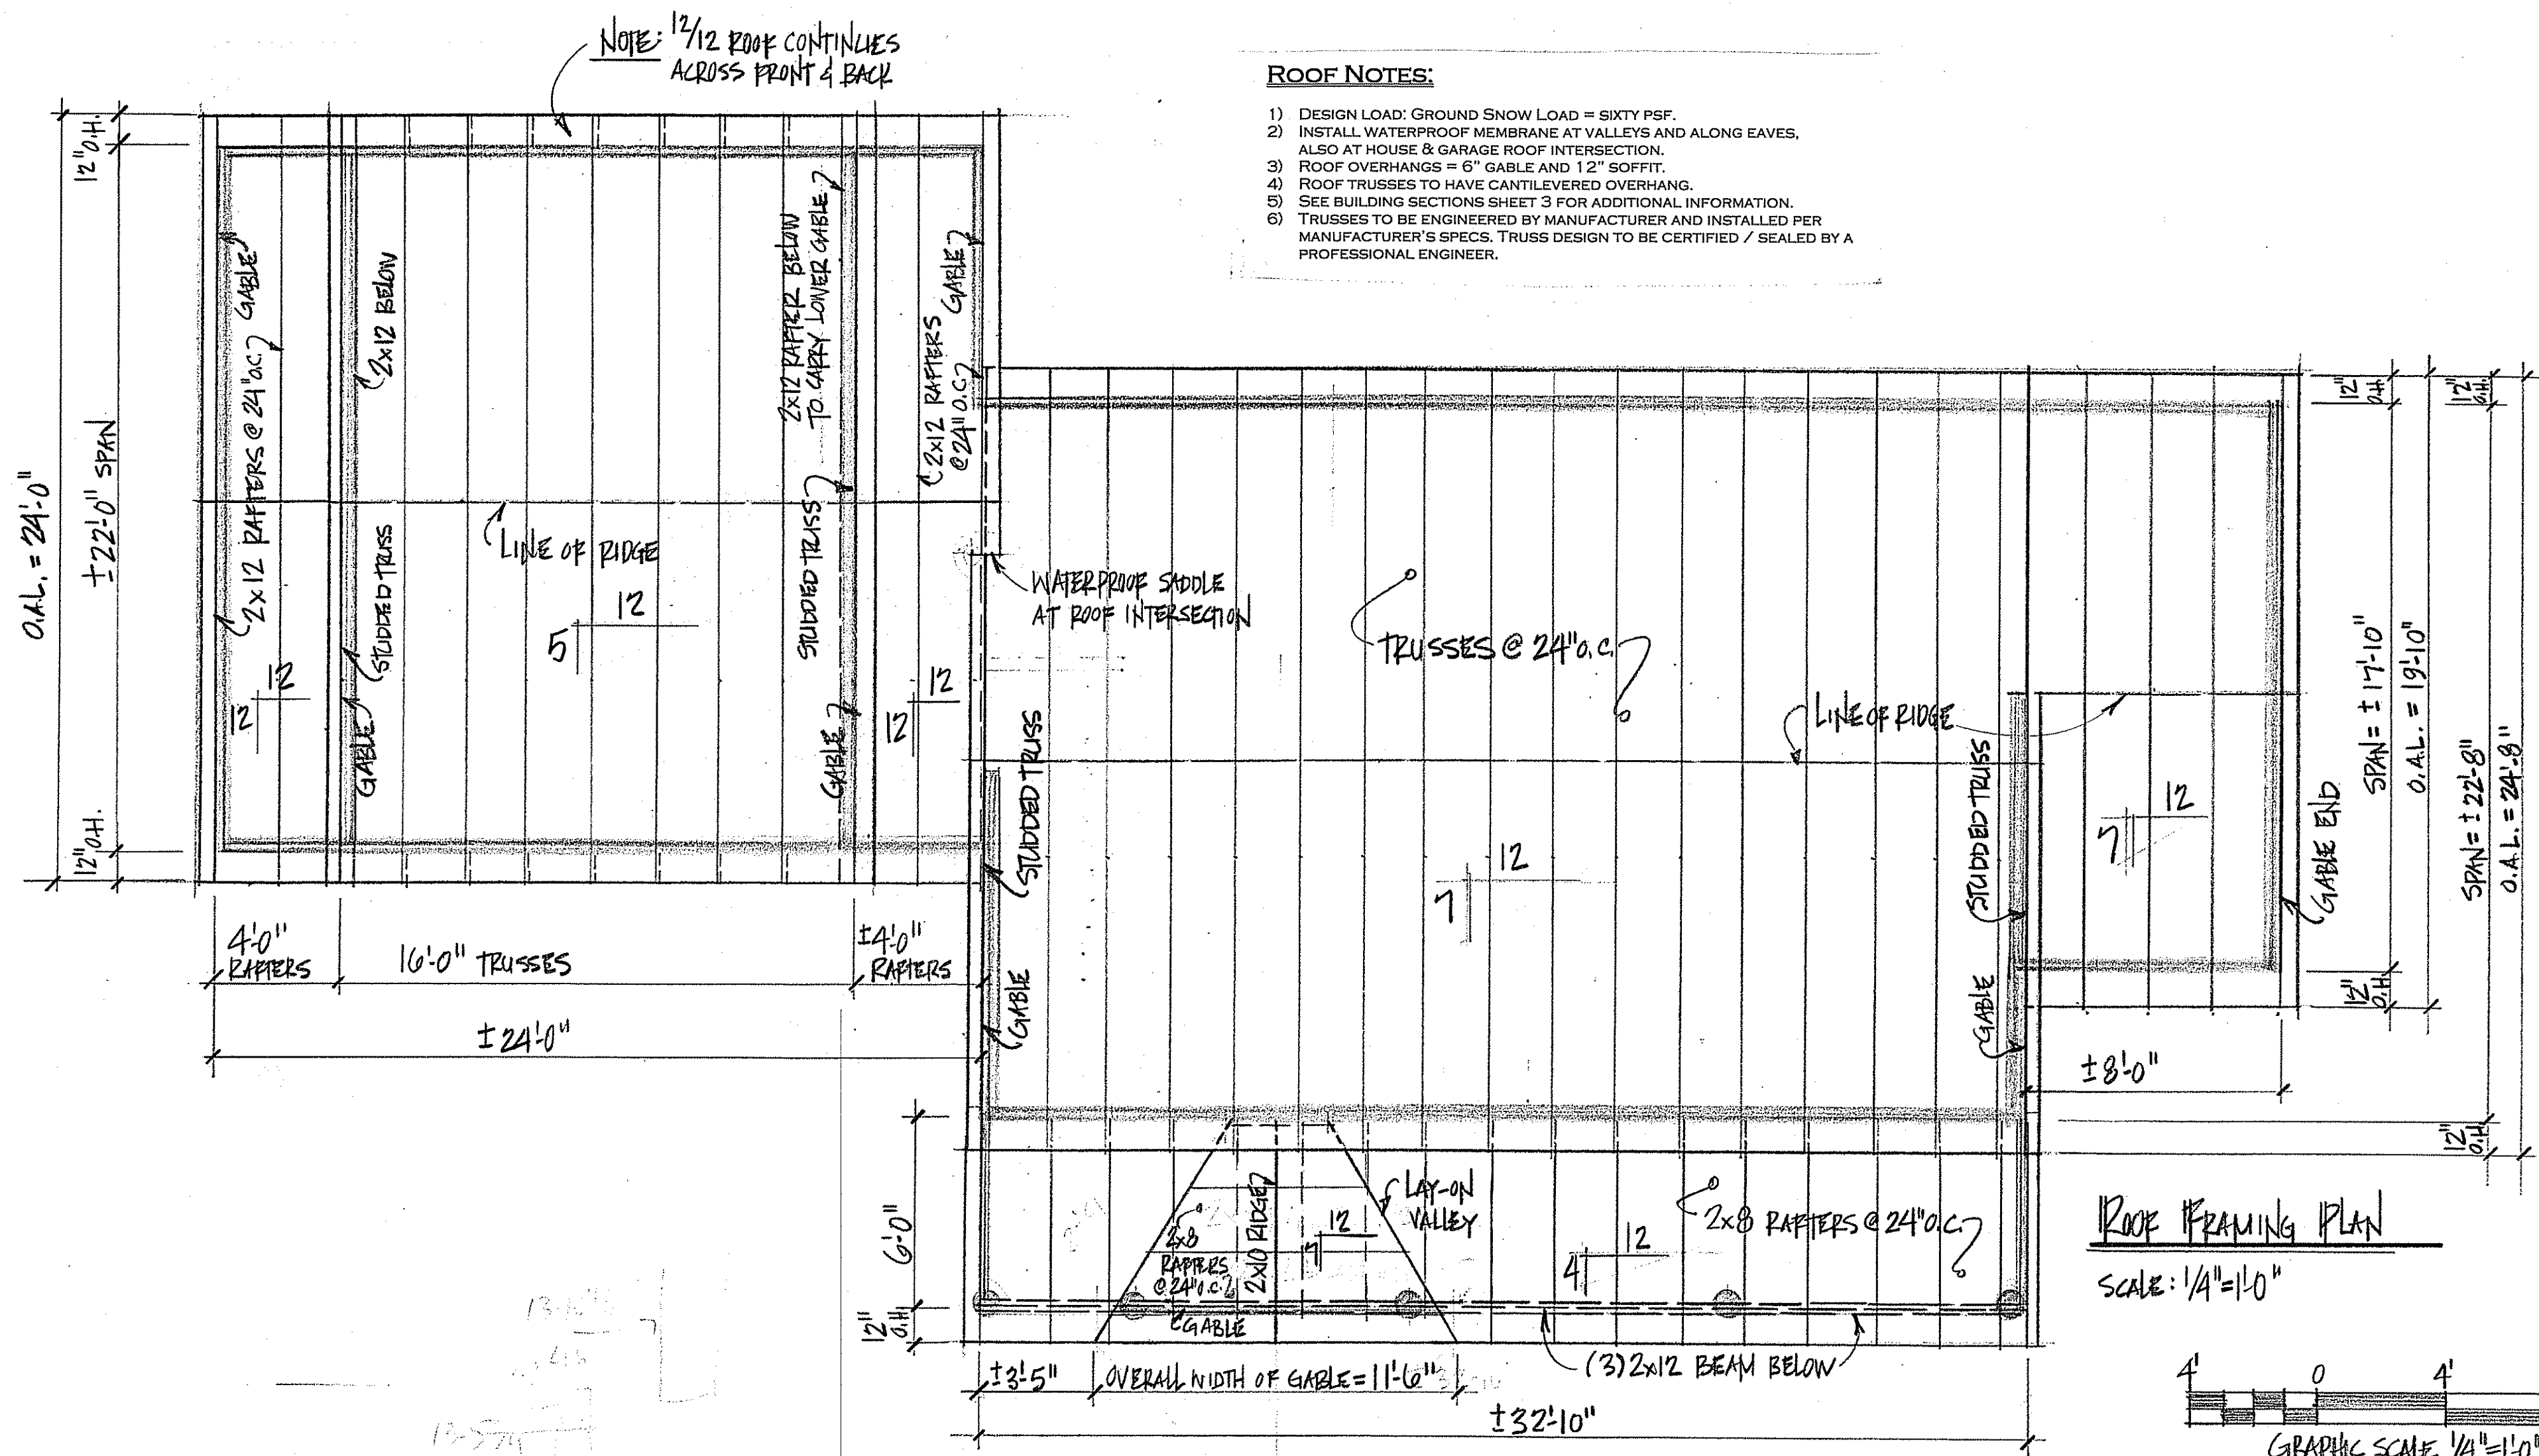 NOTE: 12/12 ROOF CONTINUES
ACROSS FRONT & BACK
ROOF NOTES:
1) DESIGN LOAD: GROUND SNOW LOAD = SIXTY PSF.
2) INSTALL WATERPROOF MEMBRANE AT VALLEYS AND ALONG EAVES,
ALSO AT HOUSE & GARAGE ROOF INTERSECTION.
3) ROOF OVERHANGS = 6" GABLE AND 12" SOFFIT.
4) ROOF TRUSSES TO HAVE CANTILEVERED OVERHANG.
5) SEE BUILDING SECTIONS SHEET 3 FOR ADDITIONAL INFORMATION.
6) TRUSSES TO BE ENGINEERED BY MANUFACTURER AND INSTALLED PER
MANUFACTURER'S SPECS. TRUSS DESIGN TO BE CERTIFIED / SEALED BY A
PROFESSIONAL ENGINEER.
12" O.H.
±22'-0" SPAN
O.A.L. = 24'-0"
12" O.H.
GABLE
2x12 RAFTERS @ 24" O.C.
2x12 BELOW
STUDDED TRUSS
GABLE
12
12
LINE OF RIDGE
12
5
2x12 RAFTER BELOW
TO CARRY LOWER GABLE
STUDDED TRUSS
GABLE
GABLE
2x12 RAFTERS
@ 24" O.C.
12
12
WATERPROOF SADDLE
AT ROOF INTERSECTION
TRUSSES @ 24" O.C.
LINE OF RIDGE
STUDDED TRUSS
GABLE
12
7
STUDDED TRUSS
GABLE
12
7
GABLE END
12"
O.H.
SPAN = ±17'-10"
O.A.L. = 19'-10"
12"
O.H.
12"
O.H.
SPAN = ±22'-8"
O.A.L. = 24'-8"
12"
O.H.
4'-0"
RAFTERS
16'-0" TRUSSES
±4'-0"
RAFTERS
±24'-0"
±8'-0"
6'-0"
12"
O.H.
2x8
RAFTERS
@ 24" O.C.
2x10 RIDGE
12
7
LAY-ON
VALLEY
GABLE
12
4
2x8 RAFTERS @ 24" O.C.
(3) 2x12 BEAM BELOW
±3'-5"
OVERALL WIDTH OF GABLE = 11'-6"
±32'-10"
ROOF FRAMING PLAN
SCALE: 1/4"=1'-0"
4' 0 4'
GRAPHIC SCALE 1/4"=1'-0"